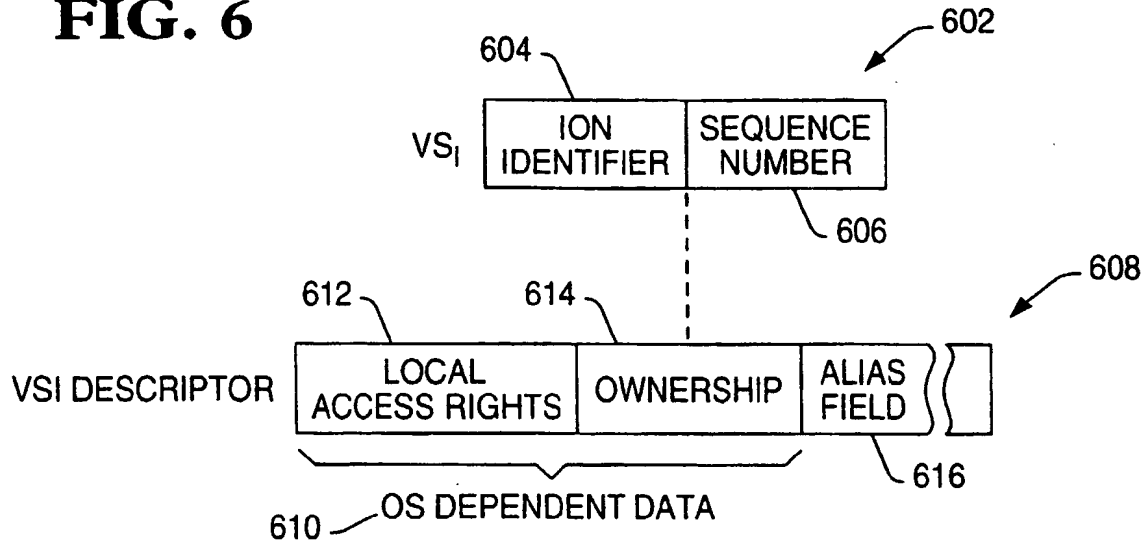 FIG. 6
602
604
VSI
ION IDENTIFIER
SEQUENCE NUMBER
606
608
612
614
VSI DESCRIPTOR
LOCAL ACCESS RIGHTS
OWNERSHIP
ALIAS FIELD
616
OS DEPENDENT DATA
610